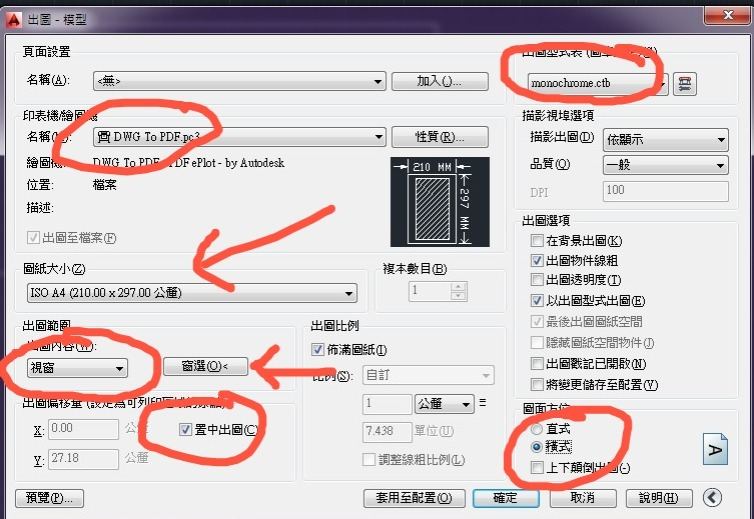 出圖 - 模型
頁面設置
名稱(A):
<無>
加入()...
出圖型式表
monochrome.ctb
印表機/繪圖機
名稱
DWG To PDF.pc3
性質(R)...
繪圖機:
DWG To PDF - PDF ePlot - by Autodesk
位置:
檔案
描述:
出圖至檔案(F)
210 MM
297 MM
描影視埠選項
描影出圖(D)
依顯示
品質(Q)
一般
DPI
100
圖紙大小(Z)
ISO A4 (210.00 x 297.00 公釐)
複本數目(B)
1
出圖選項
在背景出圖(K)
出圖物件線粗
出圖透明度(T)
以出圖型式出圖(E)
最後出圖圖紙空間
隱藏圖紙空間物件(J)
出圖戳記已開啟(N)
將變更儲存至配置(V)
出圖範圍
出圖內容(W):
視窗
窗選(O)<
出圖比例
佈滿圖紙(I)
比例(S):
自訂
1
公釐
=
7.438
單位(U)
調整線粗比例(L)
出圖偏移量
X:
0.00
公釐
置中出圖(C)
Y:
27.18
公釐
圖面方位
直式
橫式
上下顛倒出圖(-)
A
預覽(P)...
套用至配置(O)
確定
取消
說明(H)